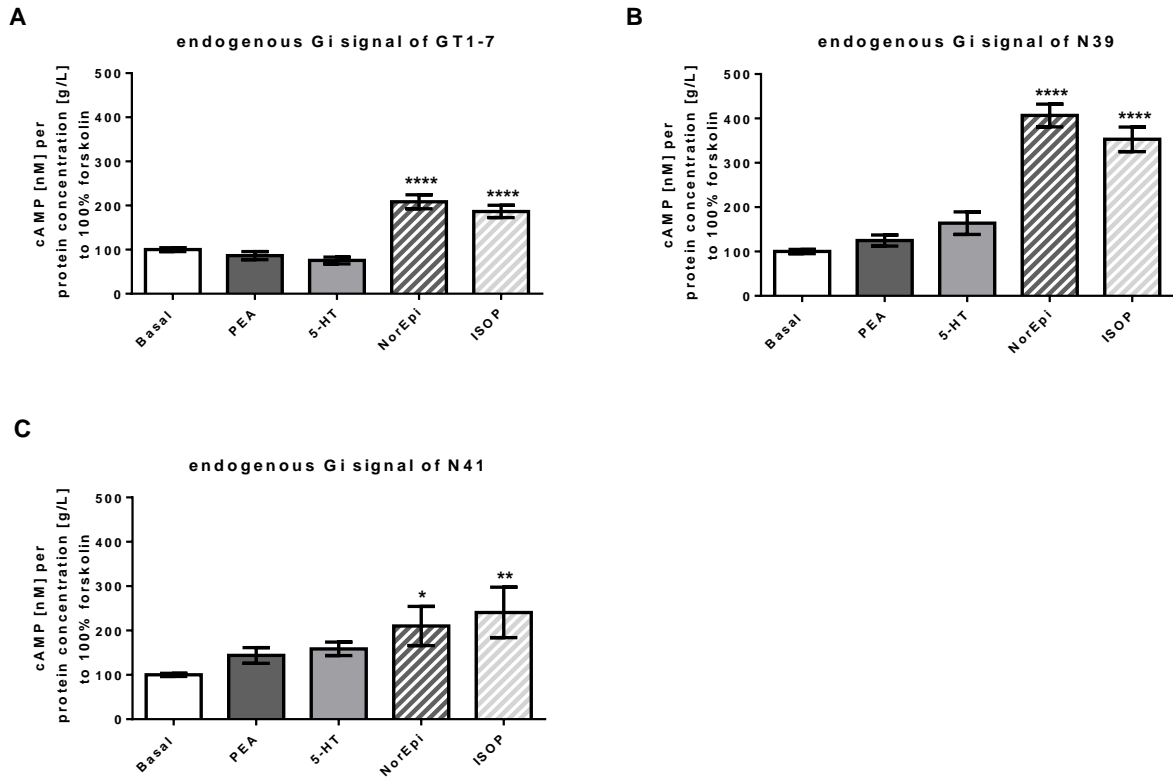 A
endogenous Gi signal of GT1-7
cAMP [nM] per
protein concentration [g/L]
to 100% forskolin
500
400
300
200
100
0
****
****
Basal
PEA
5-HT
NorEpi
ISOP
B
endogenous Gi signal of N39
cAMP [nM] per
protein concentration [g/L]
to 100% forskolin
500
400
300
200
100
0
****
****
Basal
PEA
5-HT
NorEpi
ISOP
C
endogenous Gi signal of N41
cAMP [nM] per
protein concentration [g/L]
to 100% forskolin
500
400
300
200
100
0
*
**
Basal
PEA
5-HT
NorEpi
ISOP